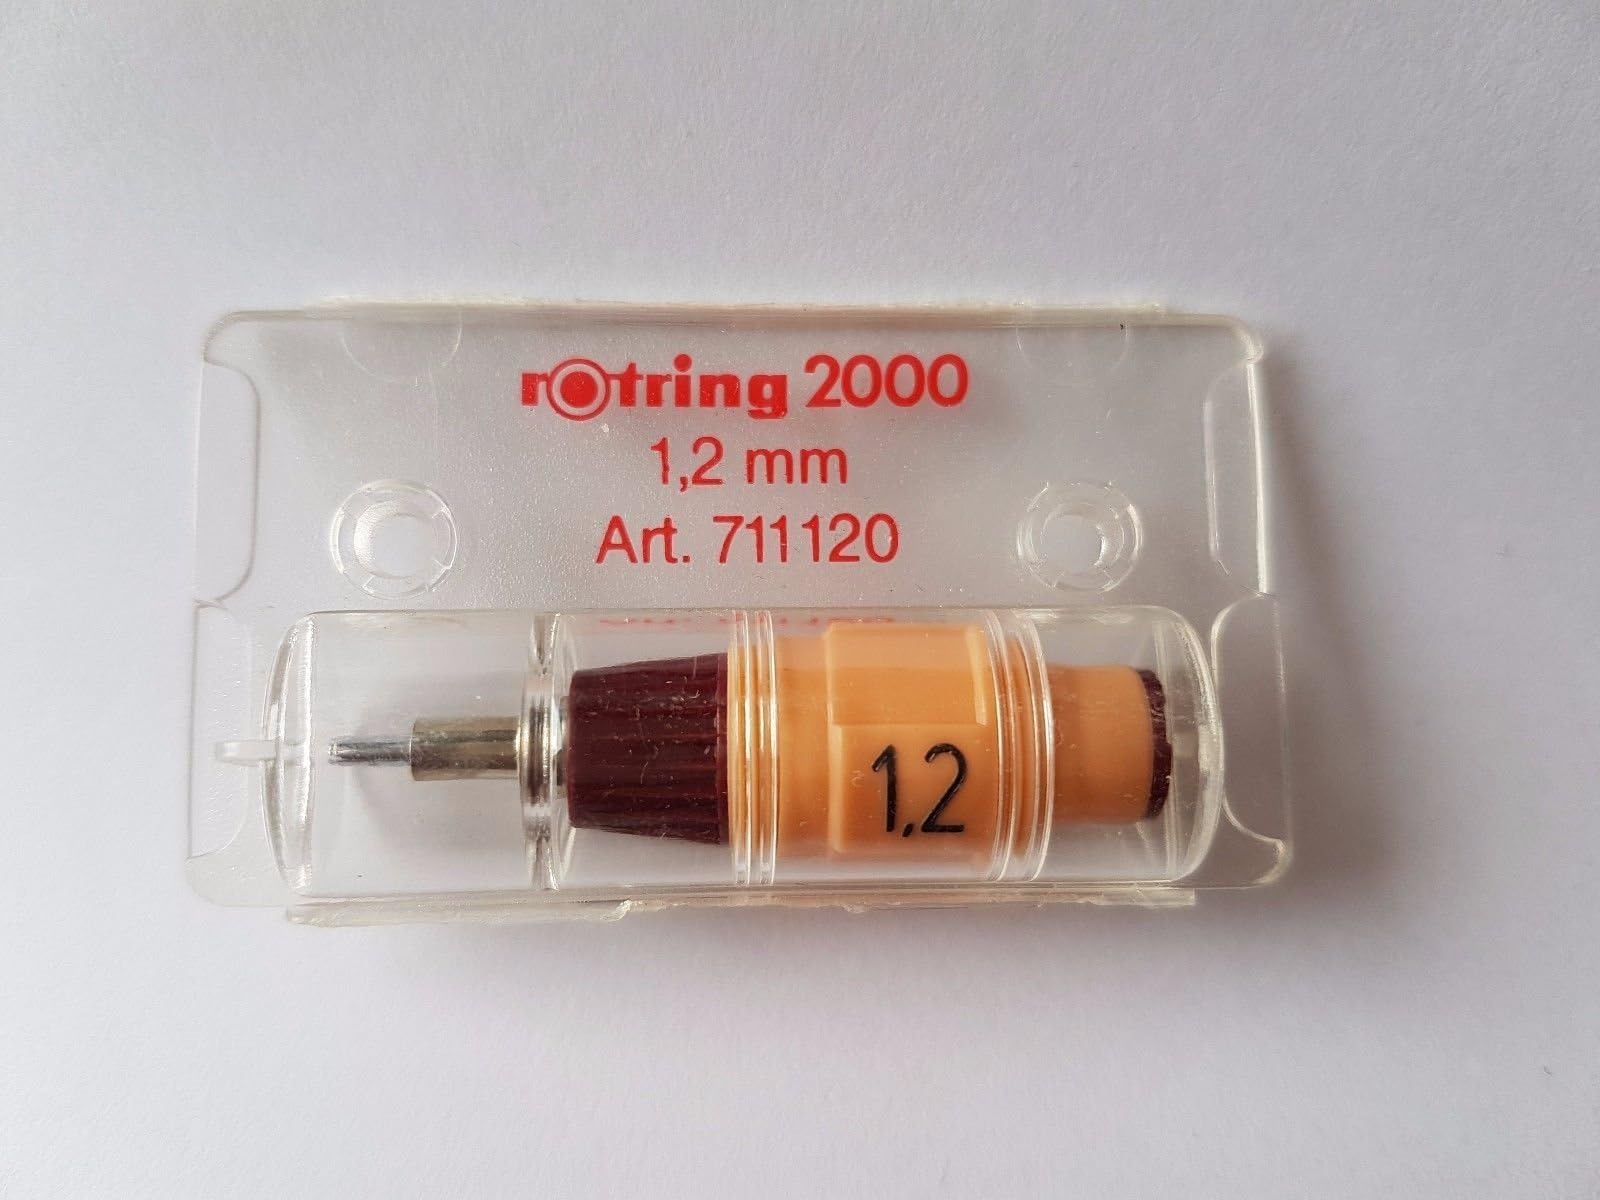 rotring 2000
1,2 mm
Art. 711120
1,2